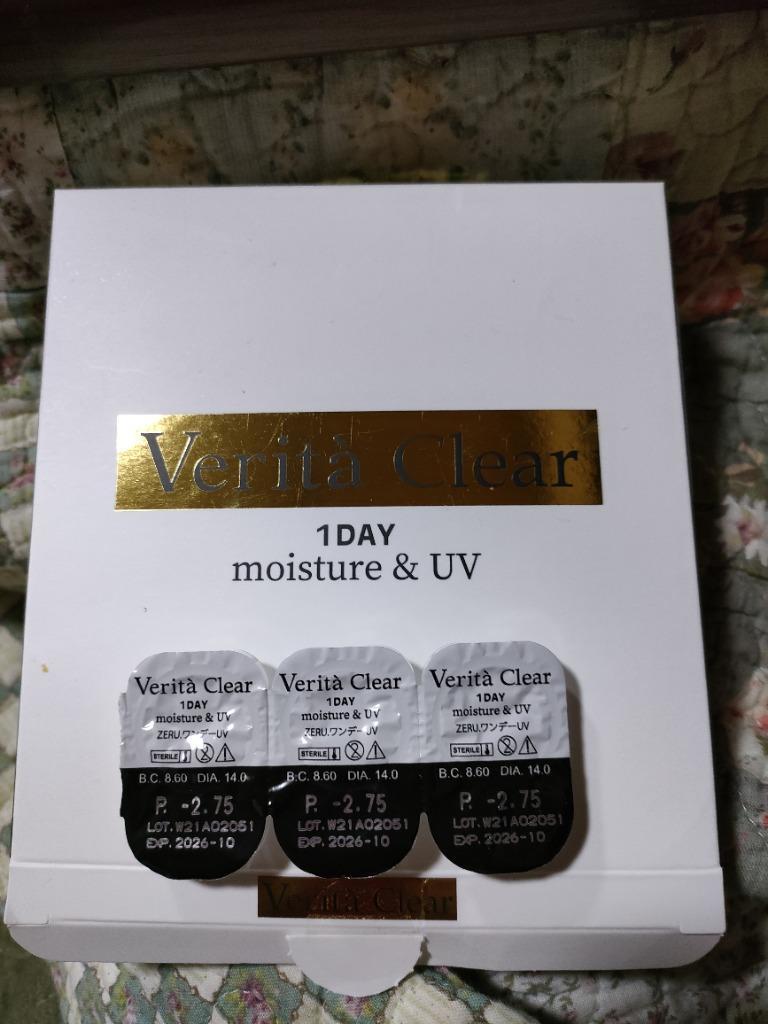 Verità Clear
1DAY
moisture & UV
Verità Clear
1DAY
moisture & UV
ZERU.ワンデーUV
STERILE
B.C. 8.60 DIA. 14.0
P. -2.75
LOT. W21A02051
EXP. 2026-10
Verità Clear
1DAY
moisture & UV
ZERU.ワンデーUV
STERILE
B.C. 8.60 DIA. 14.0
P. -2.75
LOT. W21A02051
EXP. 2026-10
Verità Clear
1DAY
moisture & UV
ZERU.ワンデーUV
STERILE
B.C. 8.60 DIA. 14.0
P. -2.75
LOT. W21A02051
EXP. 2026-10
Verità Clear